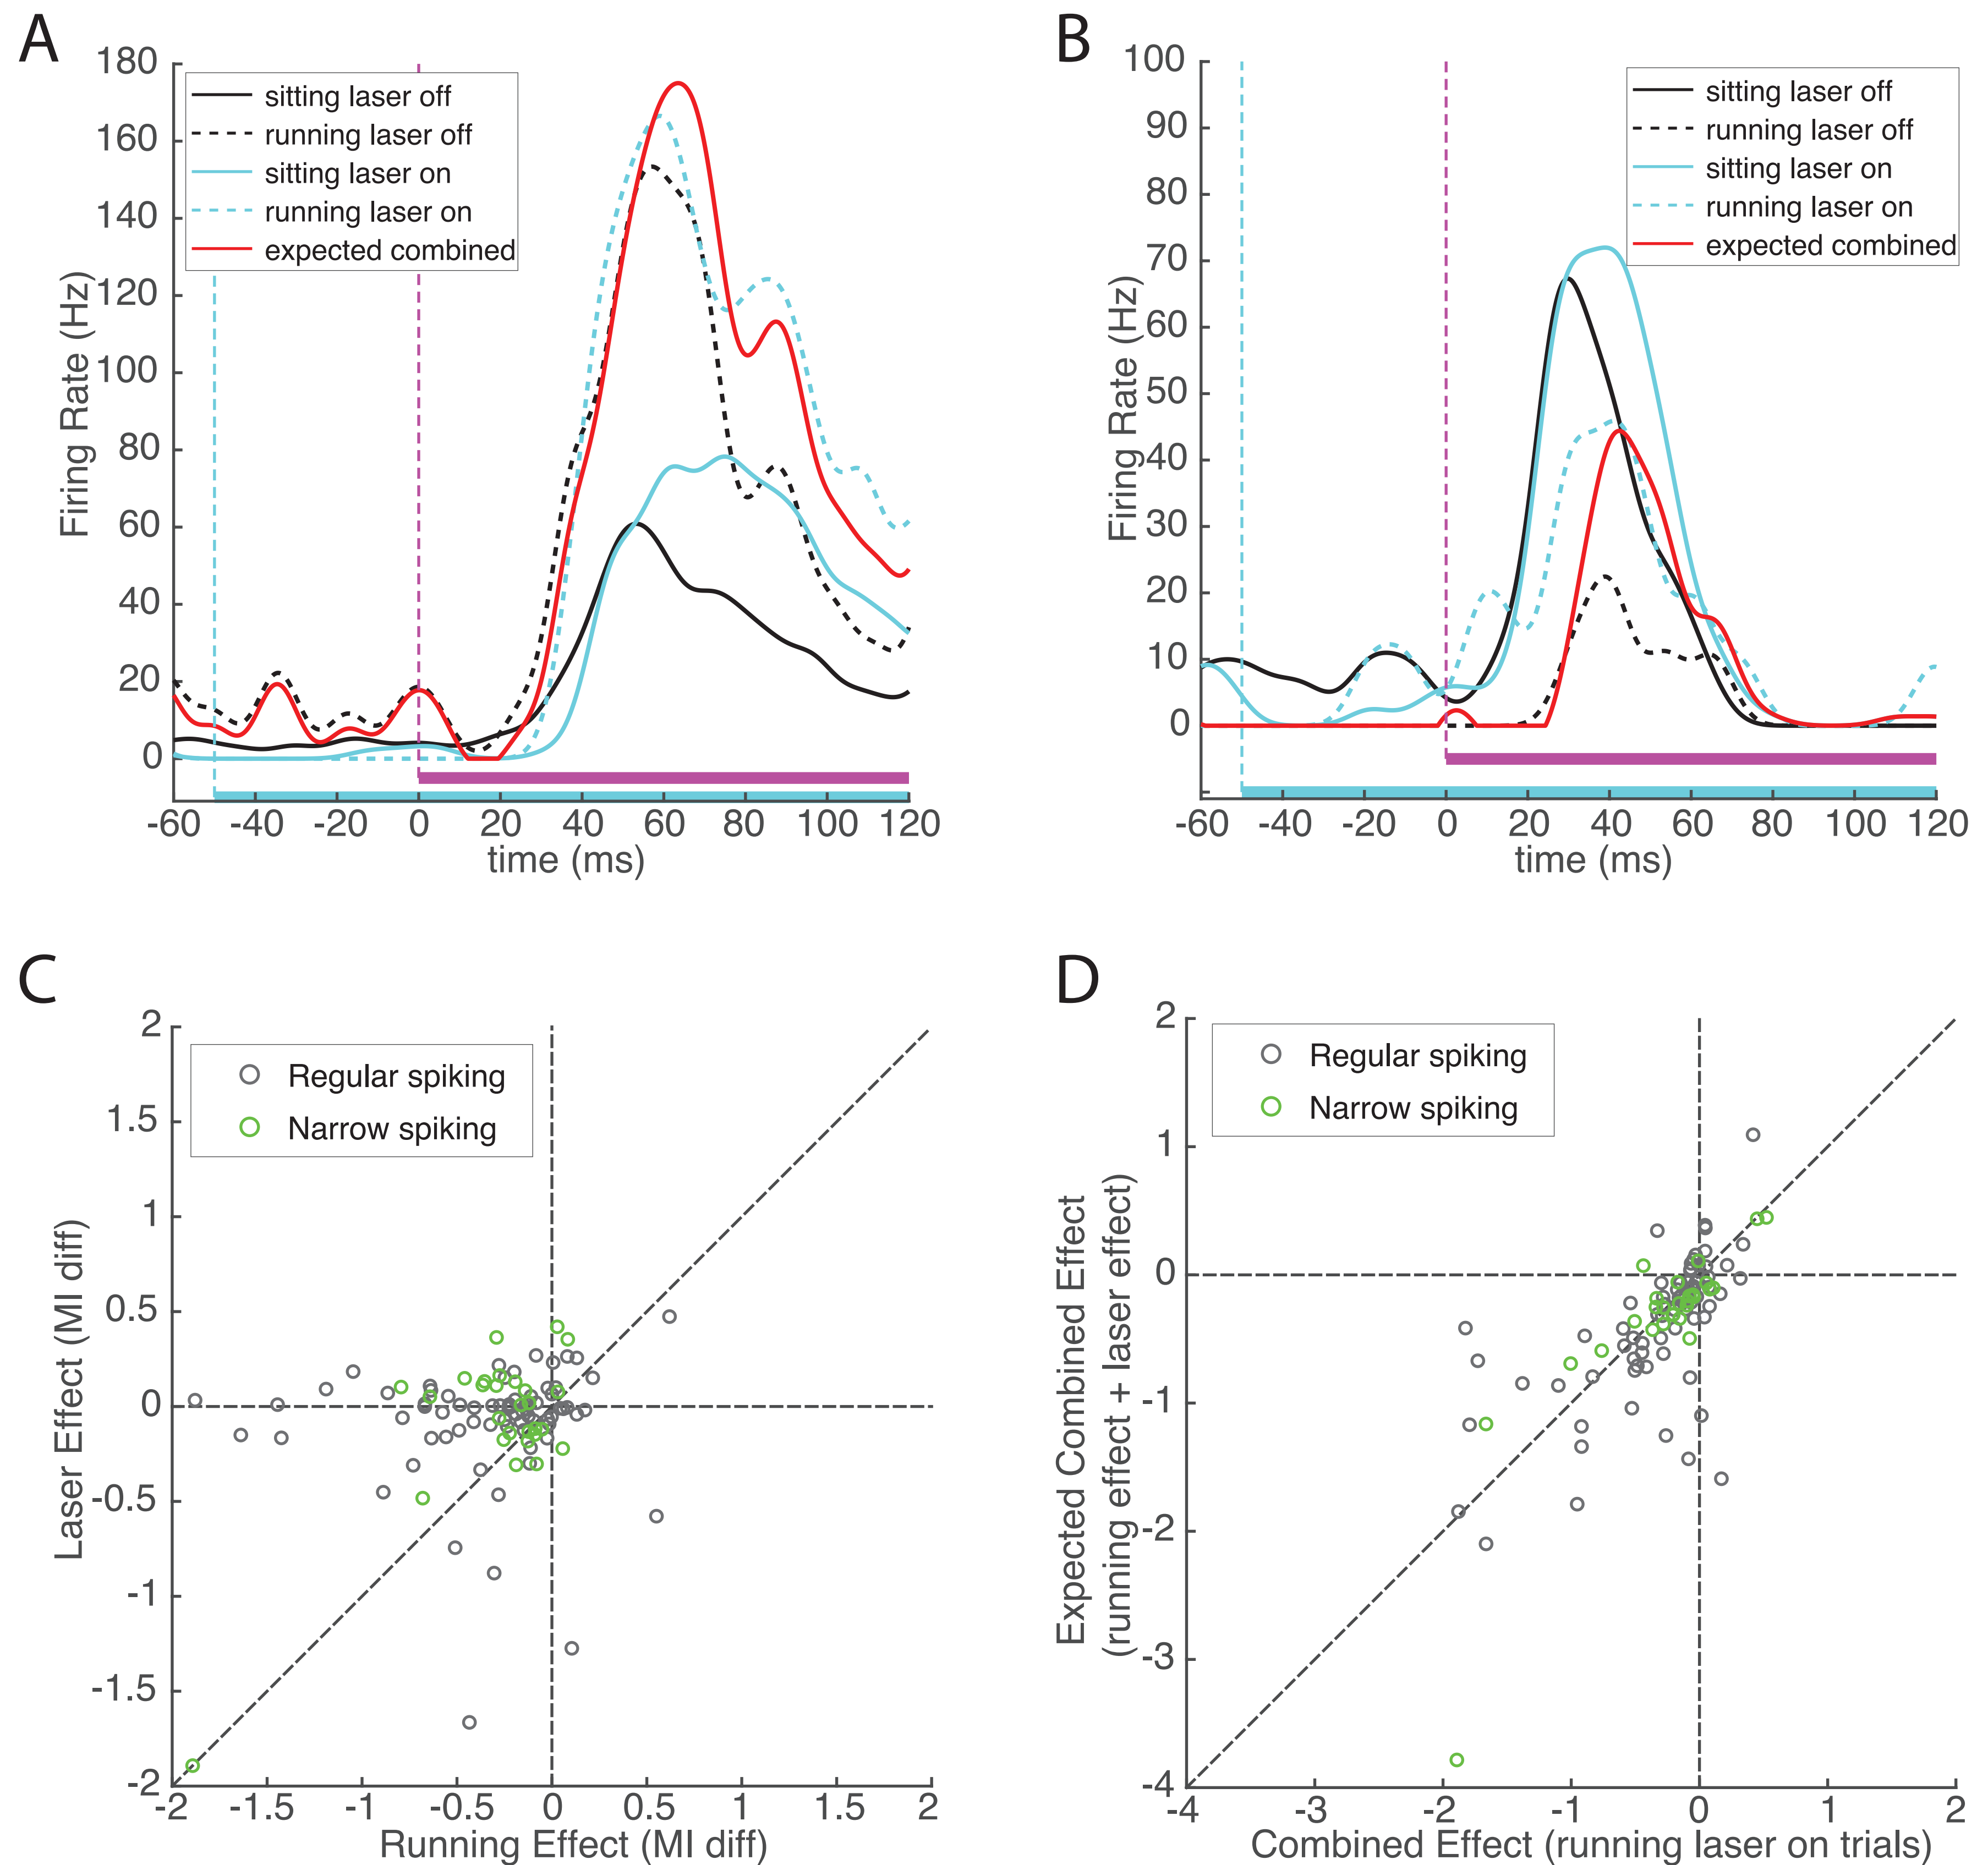 A
180
160
140
120
100
80
60
40
20
0
Firing Rate (Hz)
sitting laser off
running laser off
sitting laser on
running laser on
expected combined
-60 -40 -20 0 20 40 60 80 100 120
time (ms)
B
100
90
80
70
60
50
40
30
20
10
0
Firing Rate (Hz)
sitting laser off
running laser off
sitting laser on
running laser on
expected combined
-60 -40 -20 0 20 40 60 80 100 120
time (ms)
C
2
1.5
1
0.5
0
-0.5
-1
-1.5
-2
Laser Effect (MI diff)
Regular spiking
Narrow spiking
-2 -1.5 -1 -0.5 0 0.5 1 1.5 2
Running Effect (MI diff)
D
2
1
0
-1
-2
-3
-4
Expected Combined Effect
(running effect + laser effect)
Regular spiking
Narrow spiking
-4 -3 -2 -1 0 1 2
Combined Effect (running laser on trials)